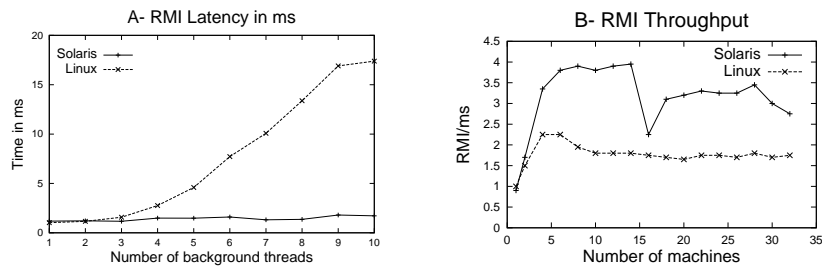 A- RMI Latency in ms
Time in ms
20
15
10
5
0
Solaris
Linux
1 2 3 4 5 6 7 8 9 10
Number of background threads
B- RMI Throughput
RMI/ms
4.5
4
3.5
3
2.5
2
1.5
1
0.5
0
Solaris
Linux
0 5 10 15 20 25 30 35
Number of machines